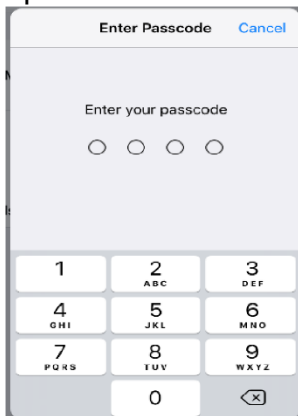 Enter Passcode Cancel
Enter your passcode
1 2 3
ABC DEF
4 5 6
GHI JKL MNO
7 8 9
PQRS TUV WXYZ
0